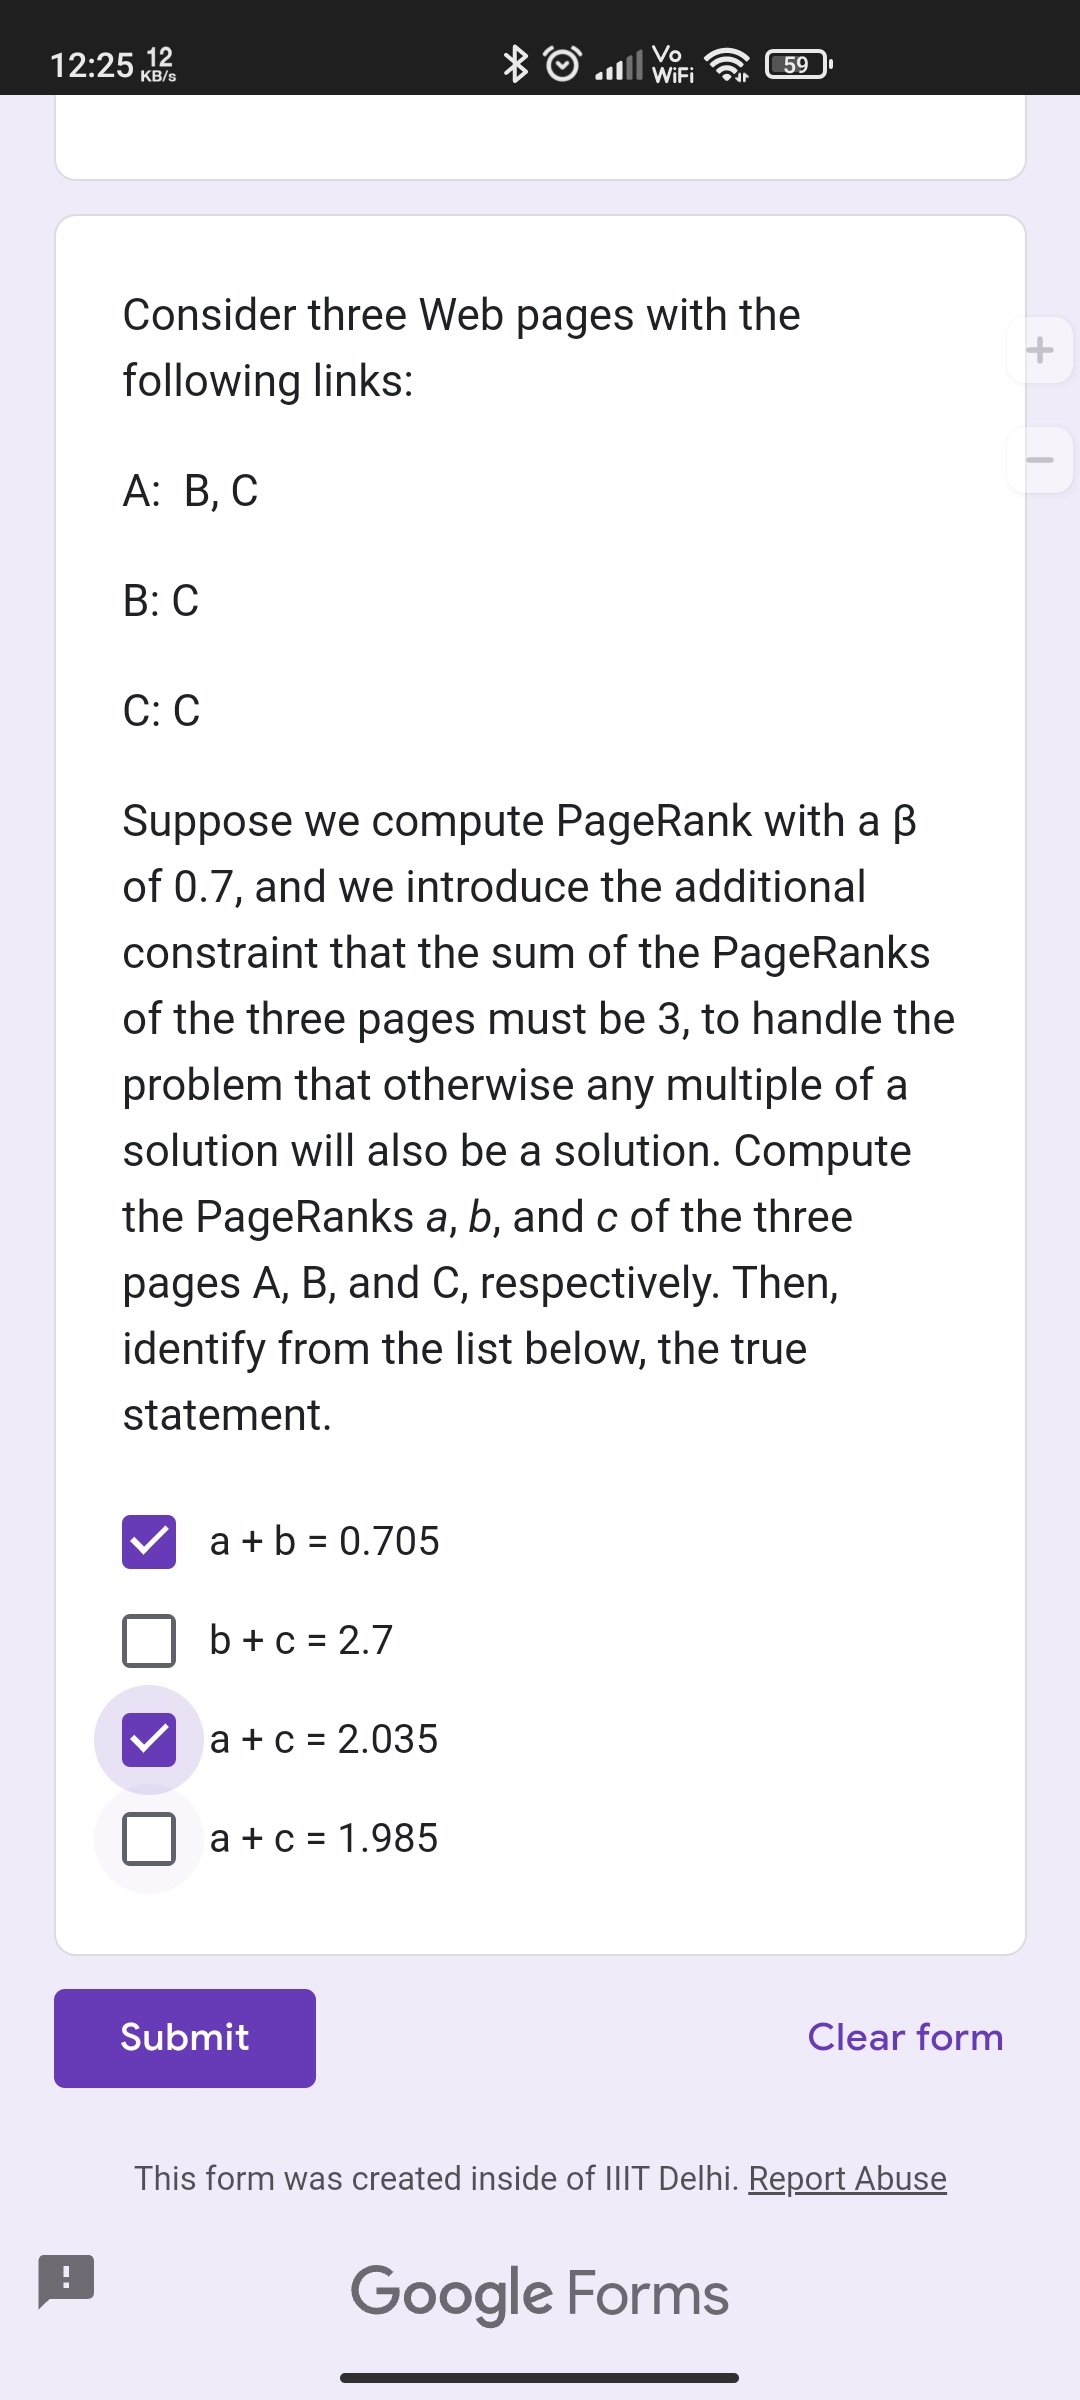 12:25 12 KB/s Vo WiFi 59
Consider three Web pages with the
following links:
A:  B, C
B: C
C: C
Suppose we compute PageRank with a β
of 0.7, and we introduce the additional
constraint that the sum of the PageRanks
of the three pages must be 3, to handle the
problem that otherwise any multiple of a
solution will also be a solution. Compute
the PageRanks a, b, and c of the three
pages A, B, and C, respectively. Then,
identify from the list below, the true
statement.
a + b = 0.705
b + c = 2.7
a + c = 2.035
a + c = 1.985
Submit
Clear form
This form was created inside of IIIT Delhi. Report Abuse
Google Forms